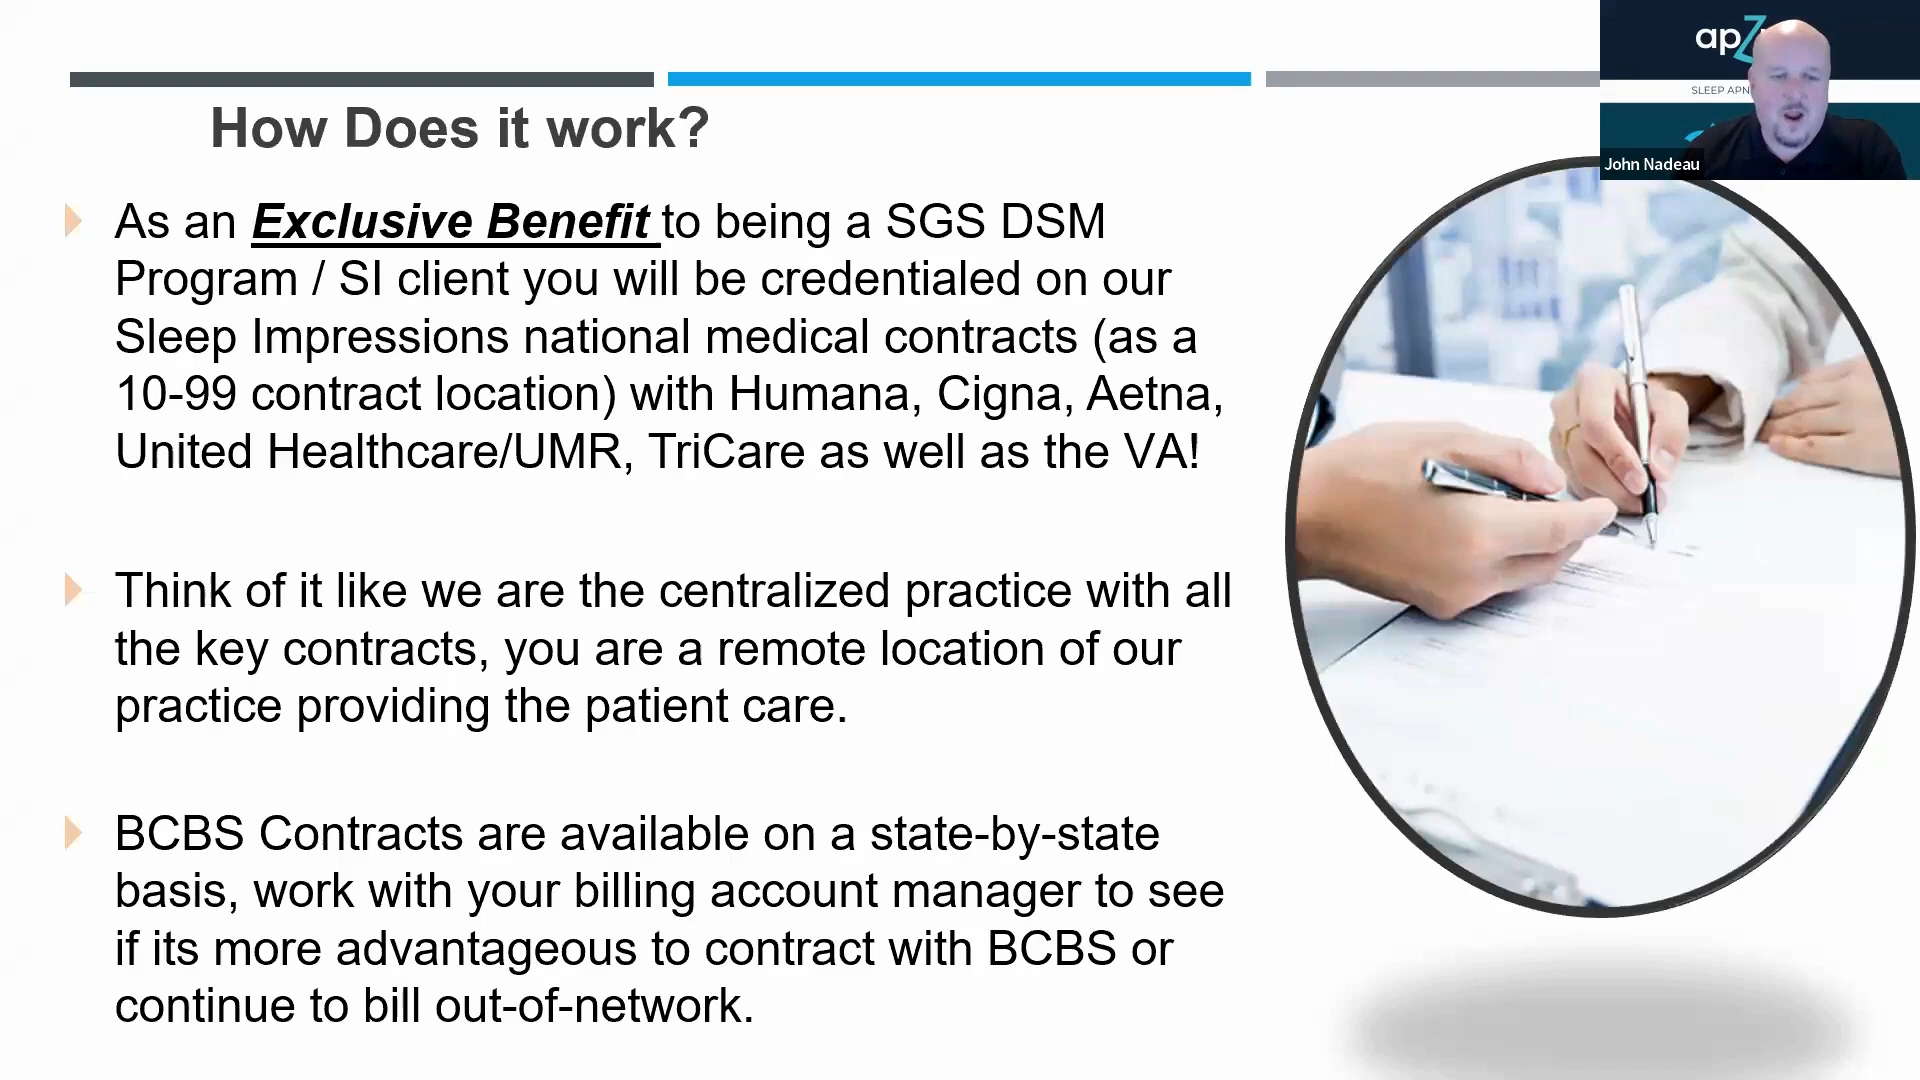 apZ
SLEEP APN
John Nadeau
How Does it work?
As an Exclusive Benefit to being a SGS DSM
Program / SI client you will be credentialed on our
Sleep Impressions national medical contracts (as a
10-99 contract location) with Humana, Cigna, Aetna,
United Healthcare/UMR, TriCare as well as the VA!
Think of it like we are the centralized practice with all
the key contracts, you are a remote location of our
practice providing the patient care.
BCBS Contracts are available on a state-by-state
basis, work with your billing account manager to see
if its more advantageous to contract with BCBS or
continue to bill out-of-network.